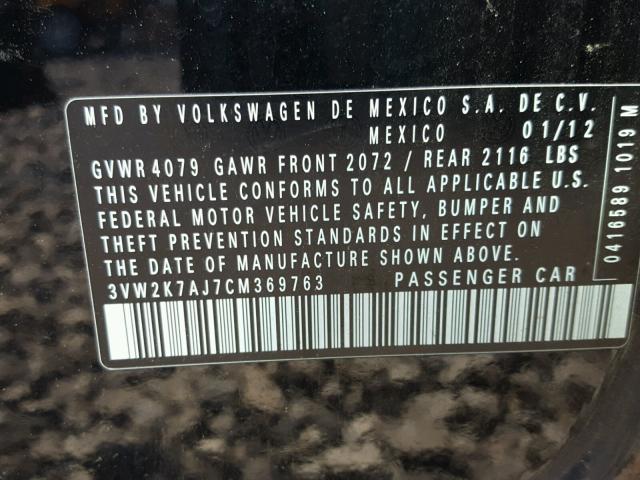 MFD BY VOLKSWAGEN DE MEXICO S.A. DE C.V.
MEXICO 01/12
GVWR 4079 GAWR FRONT 2072 / REAR 2116 LBS
THIS VEHICLE CONFORMS TO ALL APPLICABLE U.S.
FEDERAL MOTOR VEHICLE SAFETY, BUMPER AND
THEFT PREVENTION STANDARDS IN EFFECT ON
THE DATE OF MANUFACTURE SHOWN ABOVE.
3VW2K7AJ7CM369763 PASSENGER CAR
0416589 1019 M